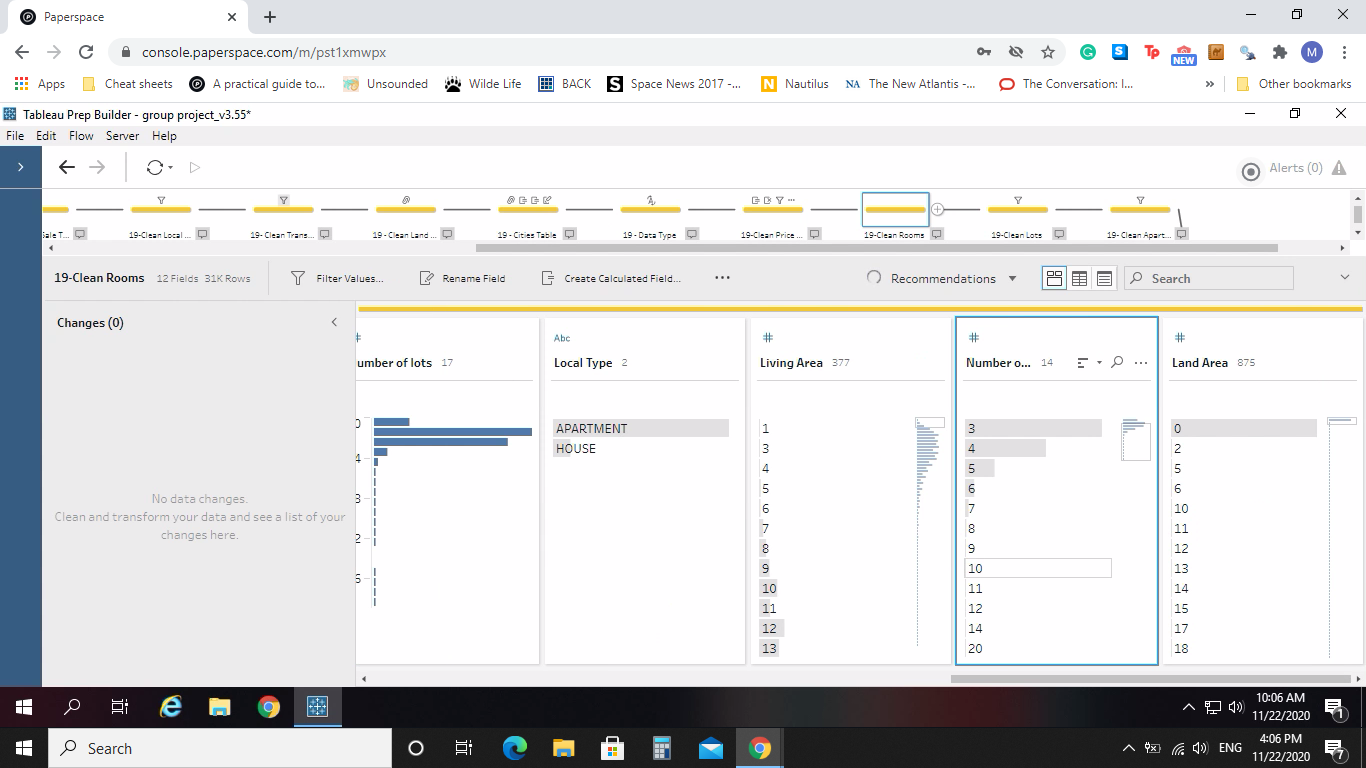 Paperspace
console.paperspace.com/m/pst1xmwpx
NEW
M
Apps
Cheat sheets
A practical guide to...
Unsounded
Wilde Life
BACK
Space News 2017 -...
Nautilus
NA The New Atlantis -...
The Conversation: I...
»
Other bookmarks
Tableau Prep Builder - group project_v3.55*
File Edit Flow Server Help
Alerts (0)
Sale T...
19-Clean Local ...
19- Clean Trans...
19 - Clean Land ...
19 - Cities Table
19 - Data Type
19-Clean Price ...
19-Clean Rooms
19-Clean Lots
19- Clean Apart...
19-Clean Rooms 12 Fields 31K Rows
Filter Values...
Rename Field
Create Calculated Field...
Recommendations
Search
Changes (0)
No data changes.
Clean and transform your data and see a list of your
changes here.
#
umber of lots 17
0
4
8
2
6
Abc
Local Type 2
APARTMENT
HOUSE
#
Living Area 377
1
3
4
5
6
7
8
9
10
11
12
13
#
Number o... 14
3
4
5
6
7
8
9
10
11
12
14
20
#
Land Area 875
0
2
5
6
10
11
12
13
14
15
17
18
10:06 AM
11/22/2020
1
Search
ENG
4:06 PM
11/22/2020
7